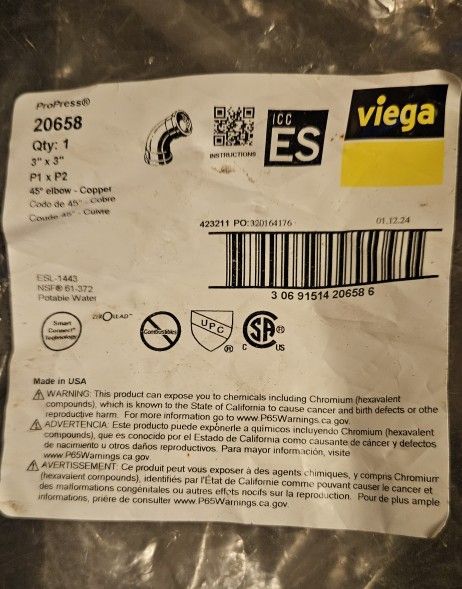 ProPress®
20658
Qty: 1
3" x 3"
P1 x P2
45° elbow - Copper
Codo de 45° - Cobre
Coude 45° - Cuivre
INSTRUCTIONS
ICC
ES
viega
423211 PO:320164176 01.12.24
3 06 91514 20658 6
ESL-1443
NSF® 61-372
Potable Water
Smart
Connect®
Technology
ZERO LEAD™
Combustibles
UPC
®
C SA ® US
Made in USA
⚠ WARNING: This product can expose you to chemicals including Chromium (hexavalent
compounds), which is known to the State of California to cause cancer and birth defects or othe
reproductive harm. For more information go to www.P65Warnings.ca.gov.
⚠ ADVERTENCIA: Este producto puede exponerle a químicos incluyendo Chromium (hexavalent
compounds), que es conocido por el Estado de California como causante de cáncer y defectos
de nacimiento u otros daños reproductivos. Para mayor información, visite
www.P65Warnings.ca.gov.
⚠ AVERTISSEMENT: Ce produit peut vous exposer à des agents chimiques, y compris Chromium
(hexavalent compounds), identifiés par l'État de Californie comme pouvant causer le cancer et
des malformations congénitales ou autres effets nocifs sur la reproduction. Pour de plus ample
informations, prière de consulter www.P65Warnings.ca.gov.